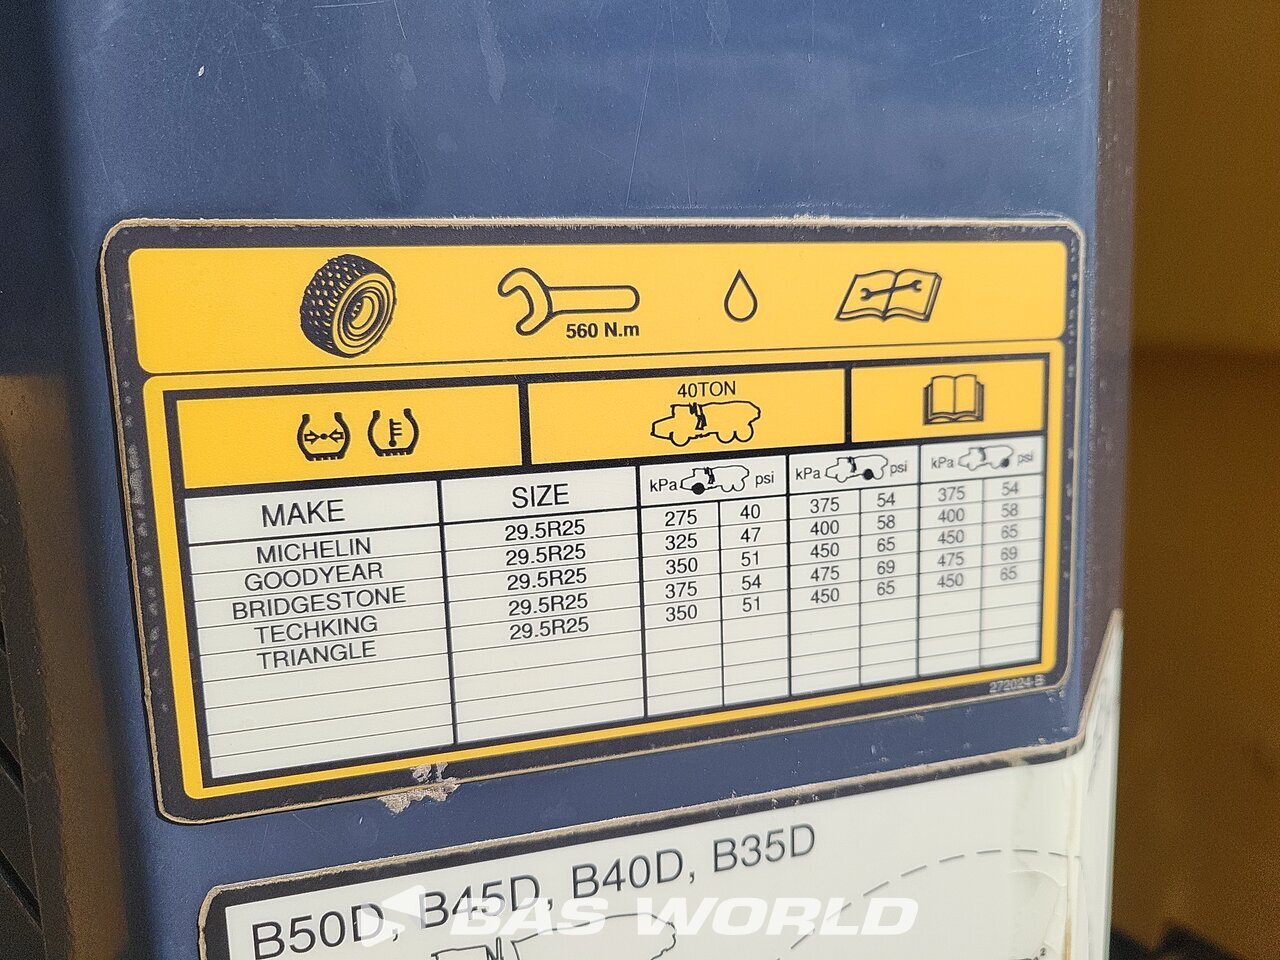 560 N.m
40TON
MAKE SIZE kPa psi kPa psi kPa psi
MICHELIN 29.5R25 275 40 375 54 375 54
GOODYEAR 29.5R25 325 47 400 58 400 58
BRIDGESTONE 29.5R25 350 51 450 65 450 65
TECHKING 29.5R25 375 54 475 69 475 69
TRIANGLE 29.5R25 350 51 450 65 450 65
272024-B
B50D, B45D, B40D, B35D
BAS WORLD